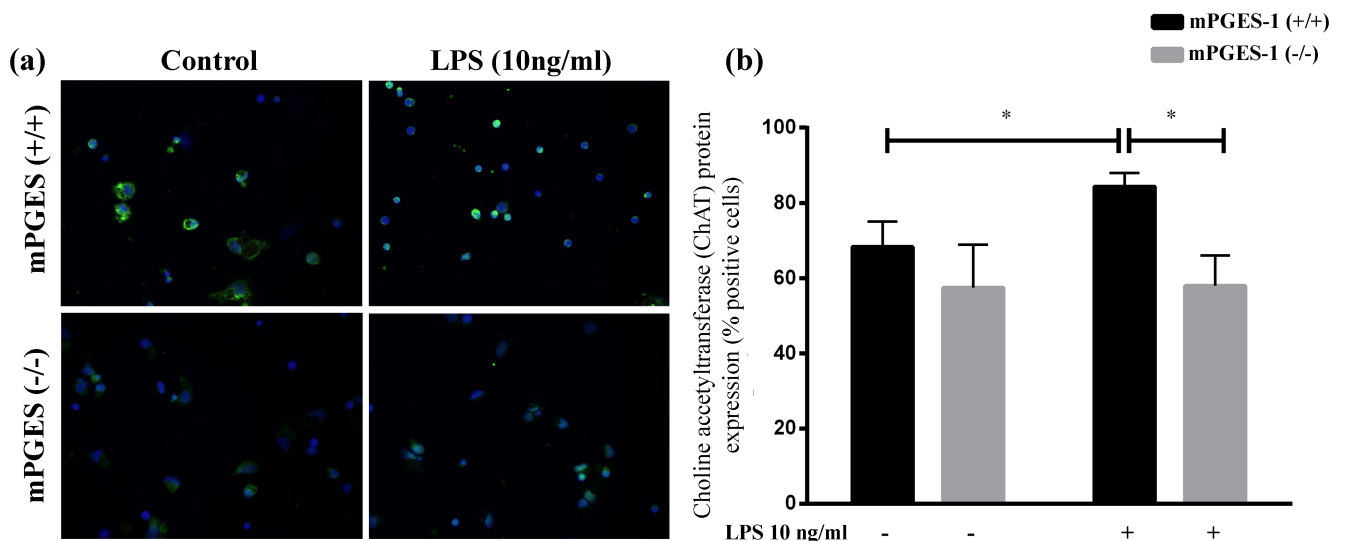 (a)
Control
LPS (10ng/ml)
mPGES (+/+)
mPGES (-/-)
(b)
mPGES-1 (+/+)
mPGES-1 (-/-)
Choline accetyltransferase (ChAT) protein
expression (% positive cells)
*
*
100
80
60
40
20
0
LPS 10 ng/ml - - + +